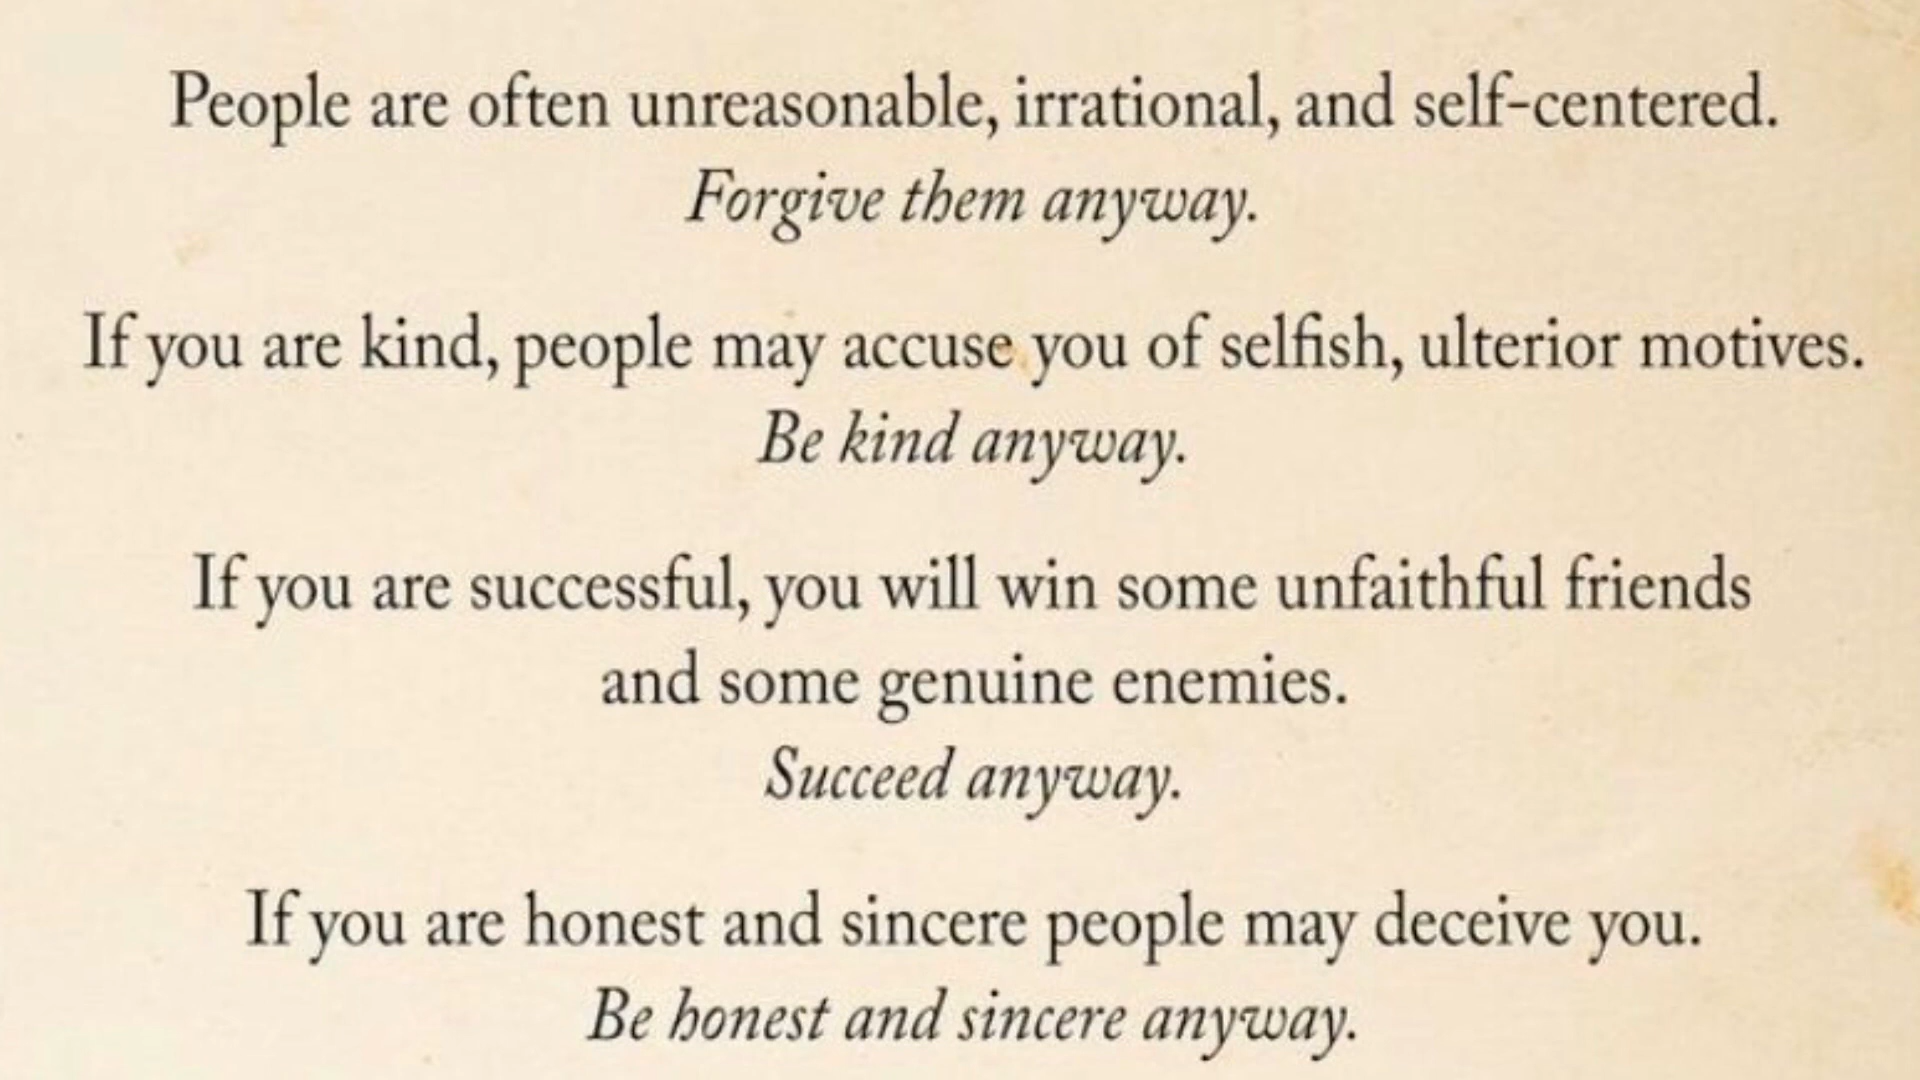 People are often unreasonable, irrational, and self-centered.
Forgive them anyway.
If you are kind, people may accuse you of selfish, ulterior motives.
Be kind anyway.
If you are successful, you will win some unfaithful friends
and some genuine enemies.
Succeed anyway.
If you are honest and sincere people may deceive you.
Be honest and sincere anyway.